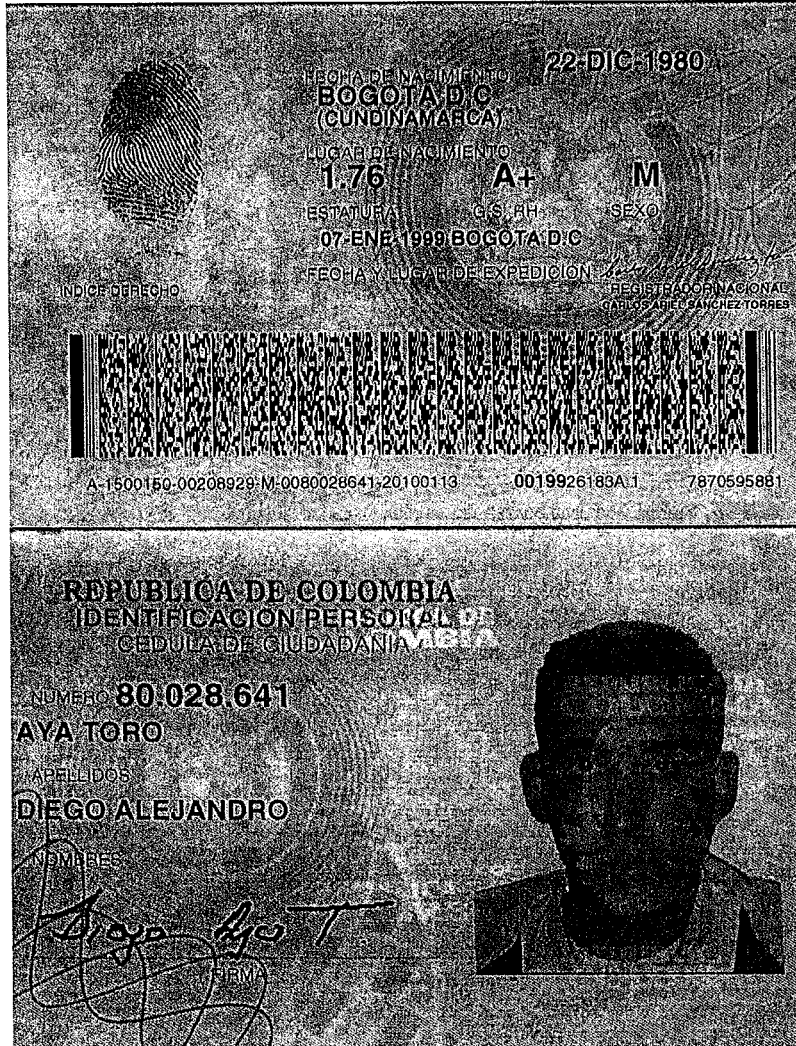 22-DIC-1980
FECHA DE NACIMIENTO
BOGOTA D.C
(CUNDINAMARCA)
LUGAR DE NACIMIENTO
1.76 A+ M
ESTATURA G.S. RH SEXO
07-ENE-1999 BOGOTA D.C
FECHA Y LUGAR DE EXPEDICION
INDICE DERECHO
REGISTRADOR NACIONAL
CARLOS ARIEL SANCHEZ TORRES
A-1500150-00208929-M-0080028641-20100113 0019926183A 1 7870595881
REPUBLICA DE COLOMBIA
IDENTIFICACION PERSONAL
CEDULA DE CIUDADANIA
NUMERO 80.028.641
AYA TORO
APELLIDOS
DIEGO ALEJANDRO
NOMBRES
Diego Aya T
FIRMA